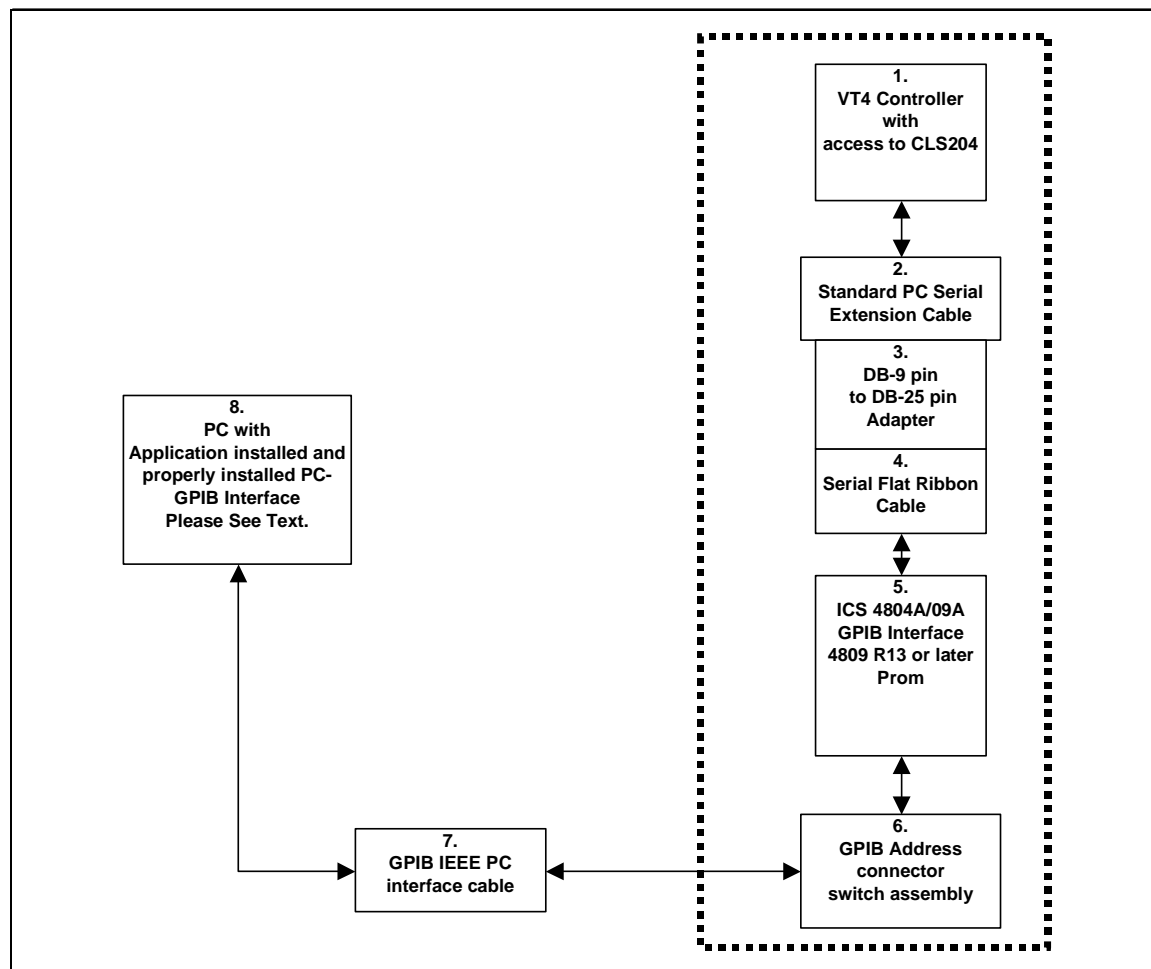 1.
VT4 Controller
with
access to CLS204
2.
Standard PC Serial
Extension Cable
3.
DB-9 pin
to DB-25 pin
Adapter
4.
Serial Flat Ribbon
Cable
5.
ICS 4804A/09A
GPIB Interface
4809 R13 or later
Prom
6.
GPIB Address
connector
switch assembly
7.
GPIB IEEE PC
interface cable
8.
PC with
Application installed and
properly installed PC-
GPIB Interface
Please See Text.